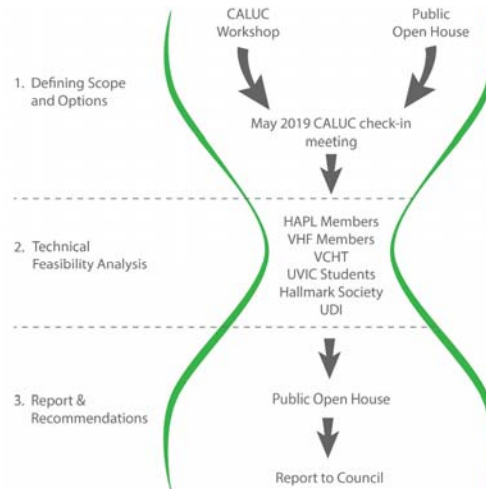 CALUC
Workshop
Public
Open House
1. Defining Scope
and Options
May 2019 CALUC check-in
meeting
2. Technical
Feasibility Analysis
HAPL Members
VHF Members
VCHT
UVIC Students
Hallmark Society
UDI
3. Report &
Recommendations
Public Open House
Report to Council